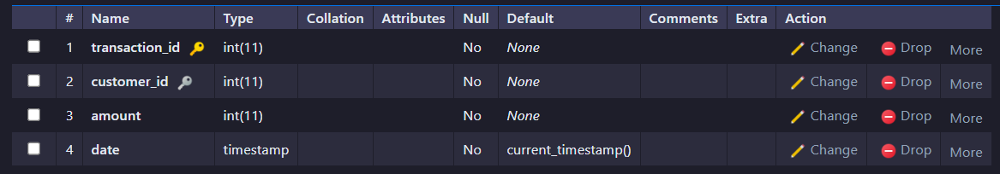 # Name Type Collation Attributes Null Default Comments Extra Action
1 transaction_id int(11) No None Change Drop More
2 customer_id int(11) No None Change Drop More
3 amount int(11) No None Change Drop More
4 date timestamp No current_timestamp() Change Drop More